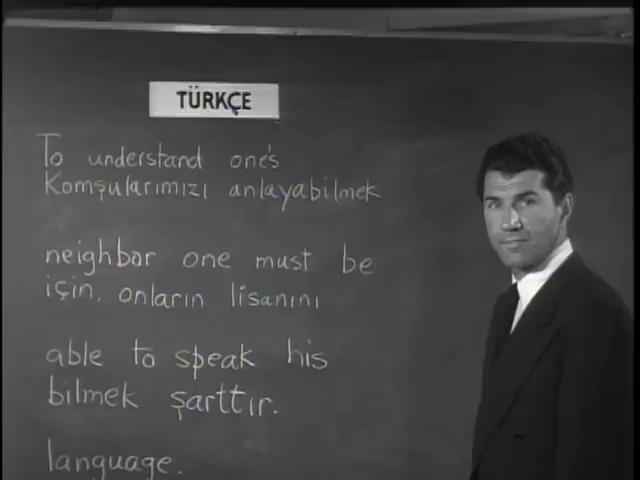 TÜRKÇE
To understand one's
Komşularımızı anlayabilmek
neighbor one must be
için, onların lisanını
able to speak his
bilmek şarttır.
language.